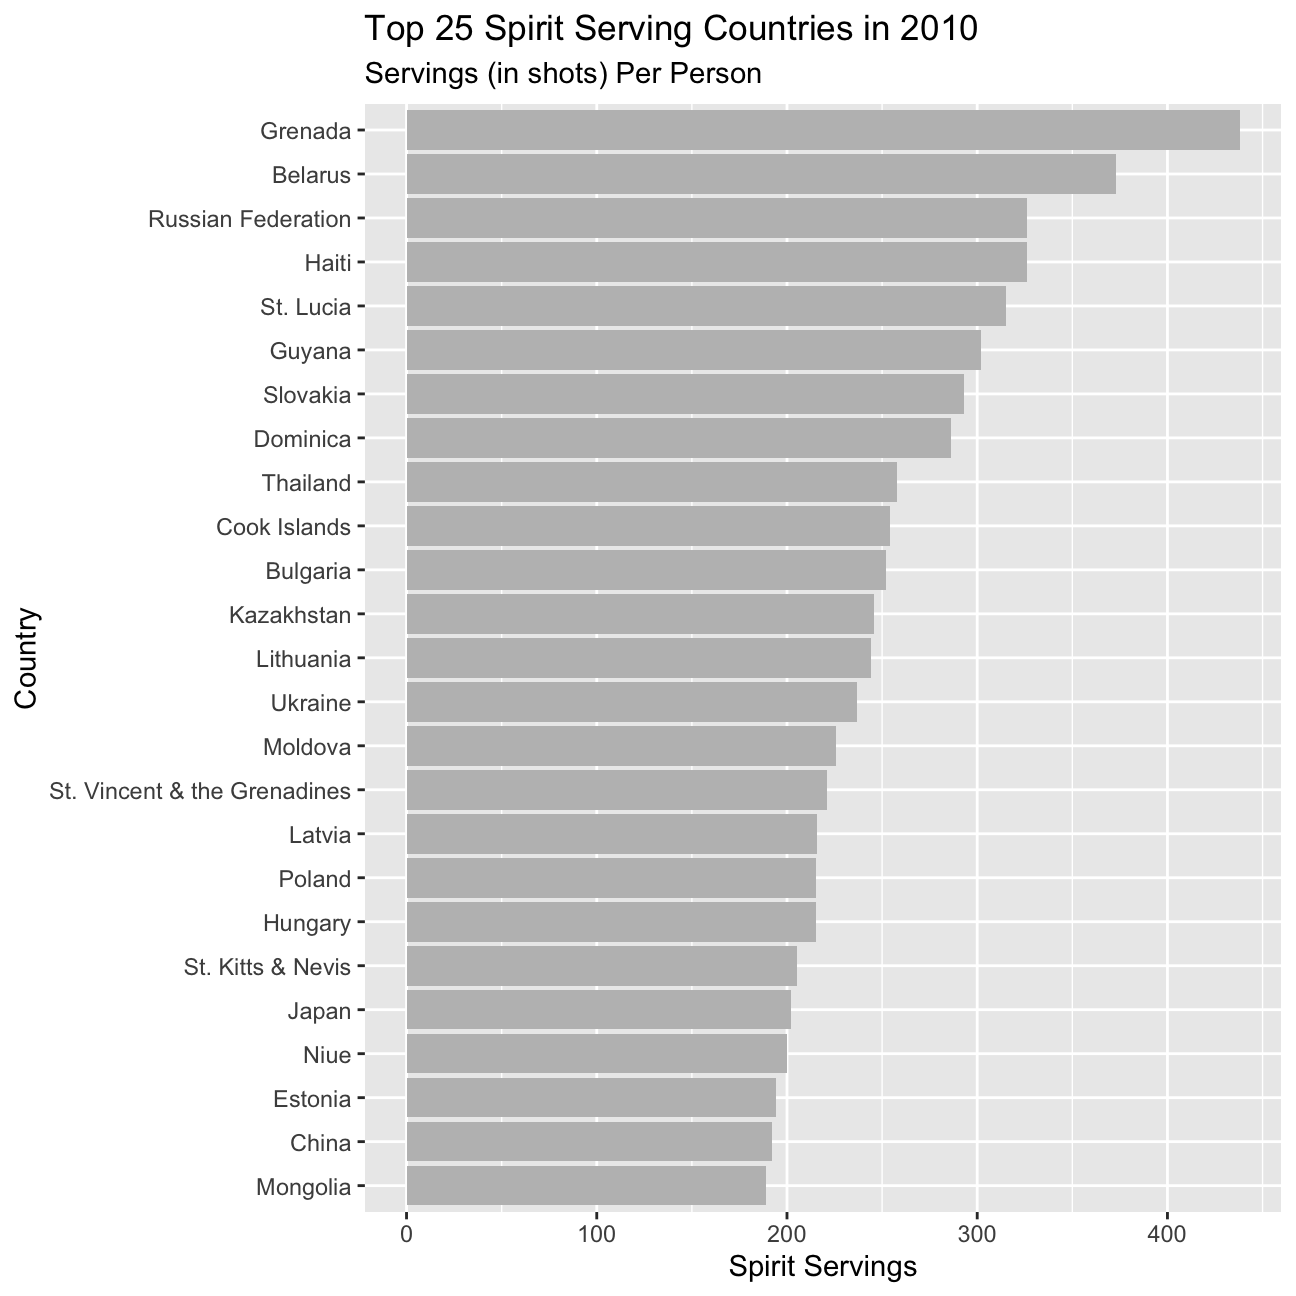 Top 25 Spirit Serving Countries in 2010
Servings (in shots) Per Person
Country
Grenada
Belarus
Russian Federation
Haiti
St. Lucia
Guyana
Slovakia
Dominica
Thailand
Cook Islands
Bulgaria
Kazakhstan
Lithuania
Ukraine
Moldova
St. Vincent & the Grenadines
Latvia
Poland
Hungary
St. Kitts & Nevis
Japan
Niue
Estonia
China
Mongolia
0 100 200 300 400
Spirit Servings